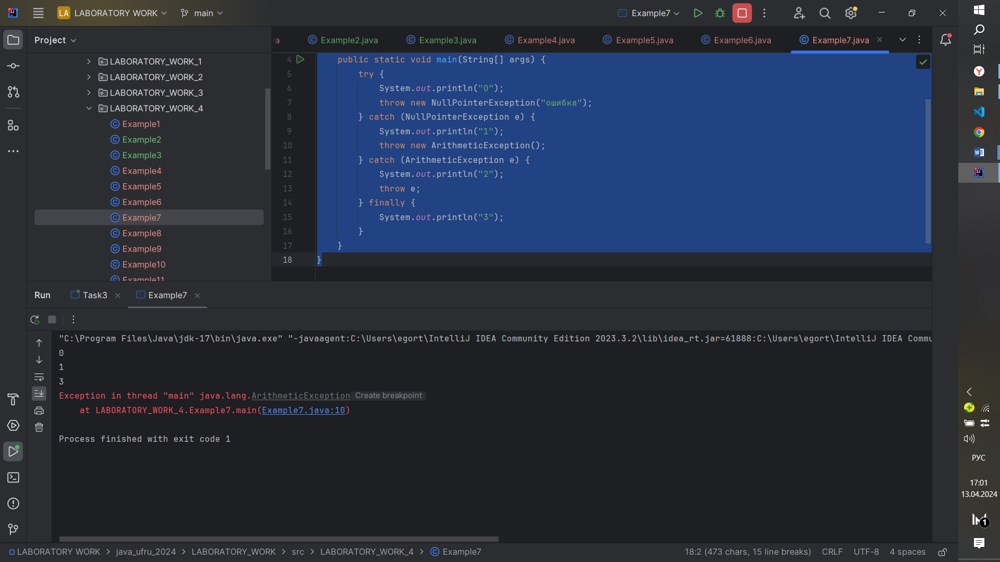 LA LABORATORY WORK main Example7
Project
va Example2.java Example3.java Example4.java Example5.java Example6.java Example7.java
LABORATORY_WORK_1
LABORATORY_WORK_2
LABORATORY_WORK_3
LABORATORY_WORK_4
Example1
Example2
Example3
Example4
Example5
Example6
Example7
Example8
Example9
Example10
Example11
4 public static void main(String[] args) {
5 try {
6 System.out.println("0");
7 throw new NullPointerException("ошибка");
8 } catch (NullPointerException e) {
9 System.out.println("1");
10 throw new ArithmeticException();
11 } catch (ArithmeticException e) {
12 System.out.println("2");
13 throw e;
14 } finally {
15 System.out.println("3");
16 }
17 }
18 }
Run Task3 Example7
"C:\Program Files\Java\jdk-17\bin\java.exe" "-javaagent:C:\Users\egort\IntelliJ IDEA Community Edition 2023.3.2\lib\idea_rt.jar=61888:C:\Users\egort\IntelliJ IDEA Commu
0
1
3
Exception in thread "main" java.lang.ArithmeticException Create breakpoint
at LABORATORY_WORK_4.Example7.main(Example7.java:10)
Process finished with exit code 1
LABORATORY WORK > java_ufru_2024 > LABORATORY_WORK > src > LABORATORY_WORK_4 > Example7
18:2 (473 chars, 15 line breaks) CRLF UTF-8 4 spaces
РУС
17:01
13.04.2024
1